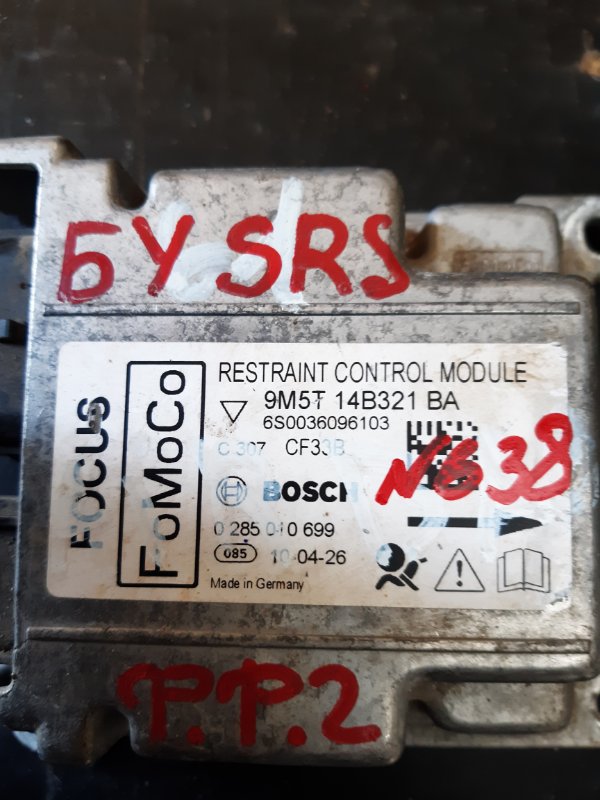 БУ SRS
FOCUS
FoMoCo
RESTRAINT CONTROL MODULE
9M5T 14B321 BA
6S0036096103
C 307 CF33B
BOSCH
0 285 010 699
085 10-04-26
Made in Germany
N638
P.P.2